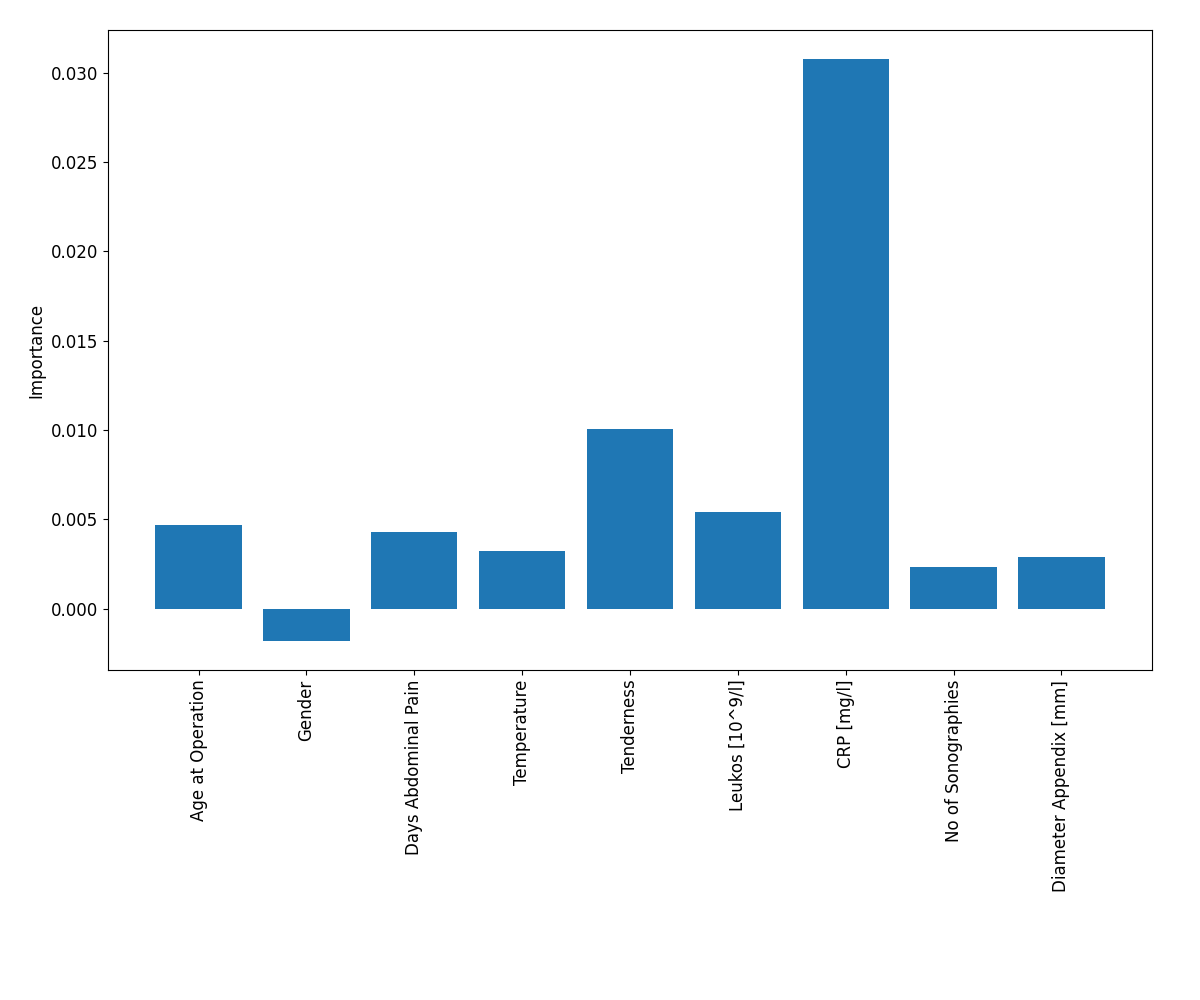 0.030
0.025
0.020
0.015
0.010
0.005
0.000
Importance
Age at Operation
Gender
Days Abdominal Pain
Temperature
Tenderness
Leukos [10^9/l]
CRP [mg/l]
No of Sonographies
Diameter Appendix [mm]